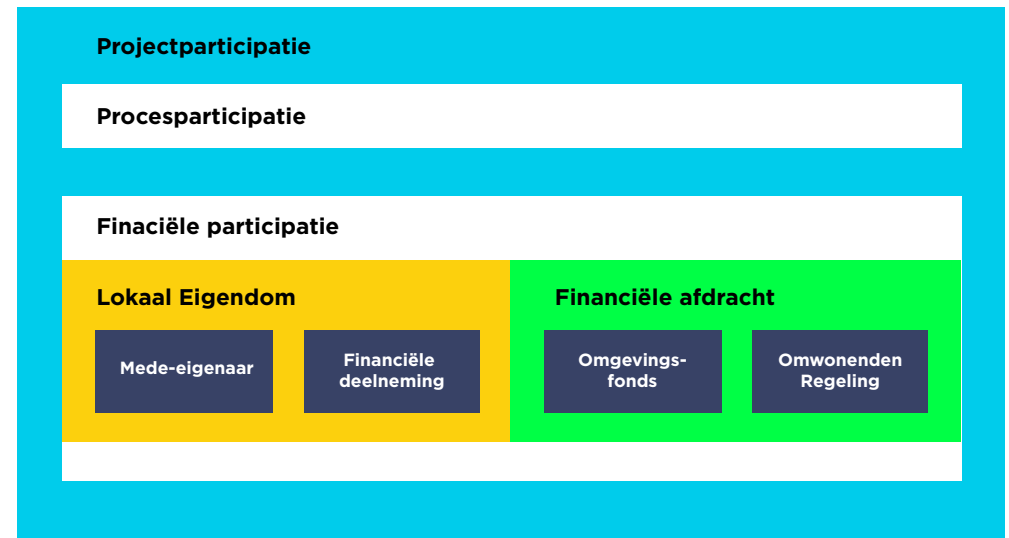 Projectparticipatie
Procesparticipatie
Finaciële participatie
Lokaal Eigendom
Mede-eigenaar
Financiële
deelneming
Financiële afdracht
Omgevings-
fonds
Omwonenden
Regeling